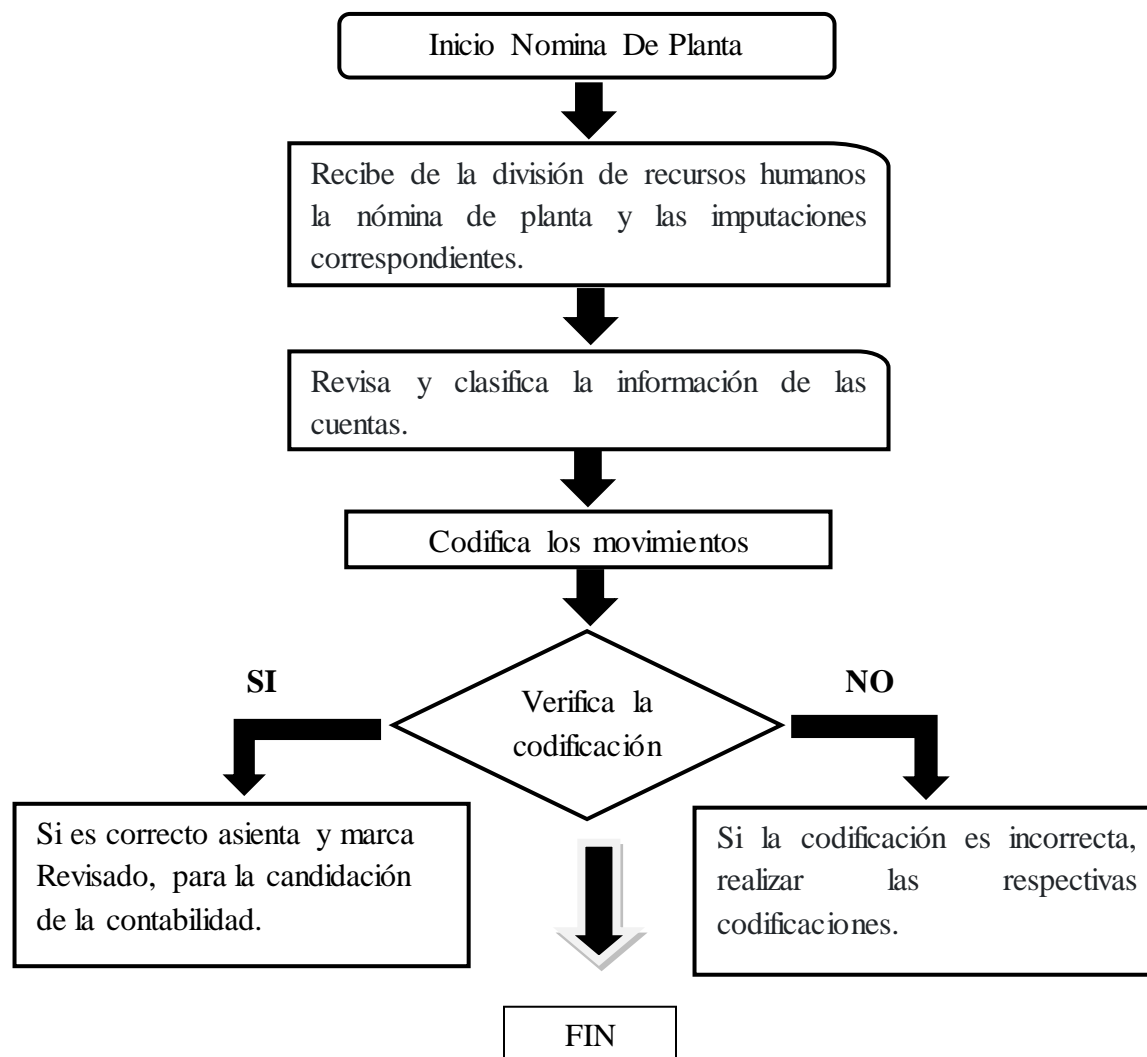 Inicio Nomina De Planta
Recibe de la división de recursos humanos
la nómina de planta y las imputaciones
correspondientes.
Revisa y clasifica la información de las
cuentas.
Codifica los movimientos
Verifica la
codificación
SI
NO
Si es correcto asienta y marca
Revisado, para la candidación
de la contabilidad.
Si la codificación es incorrecta,
realizar las respectivas
codificaciones.
FIN